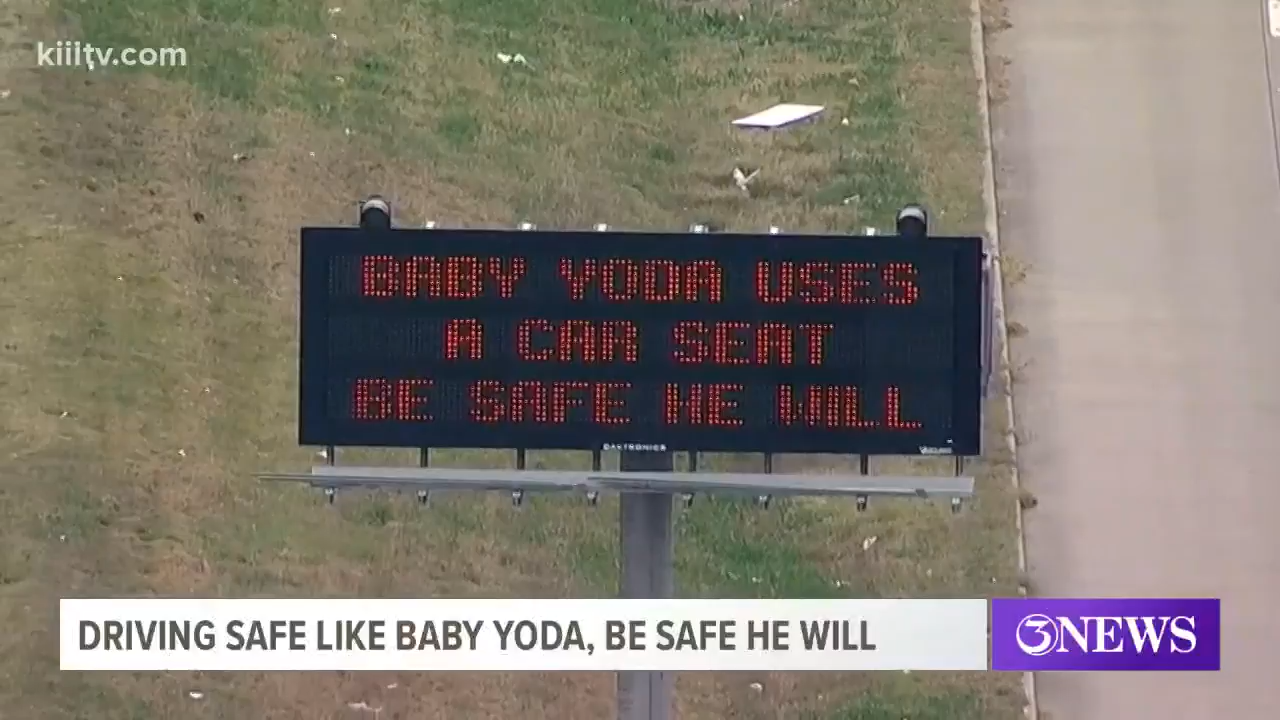 kiiitv.com
BABY YODA USES
A CAR SEAT
BE SAFE HE WILL
DAKTRONICS
DRIVING SAFE LIKE BABY YODA, BE SAFE HE WILL
3NEWS